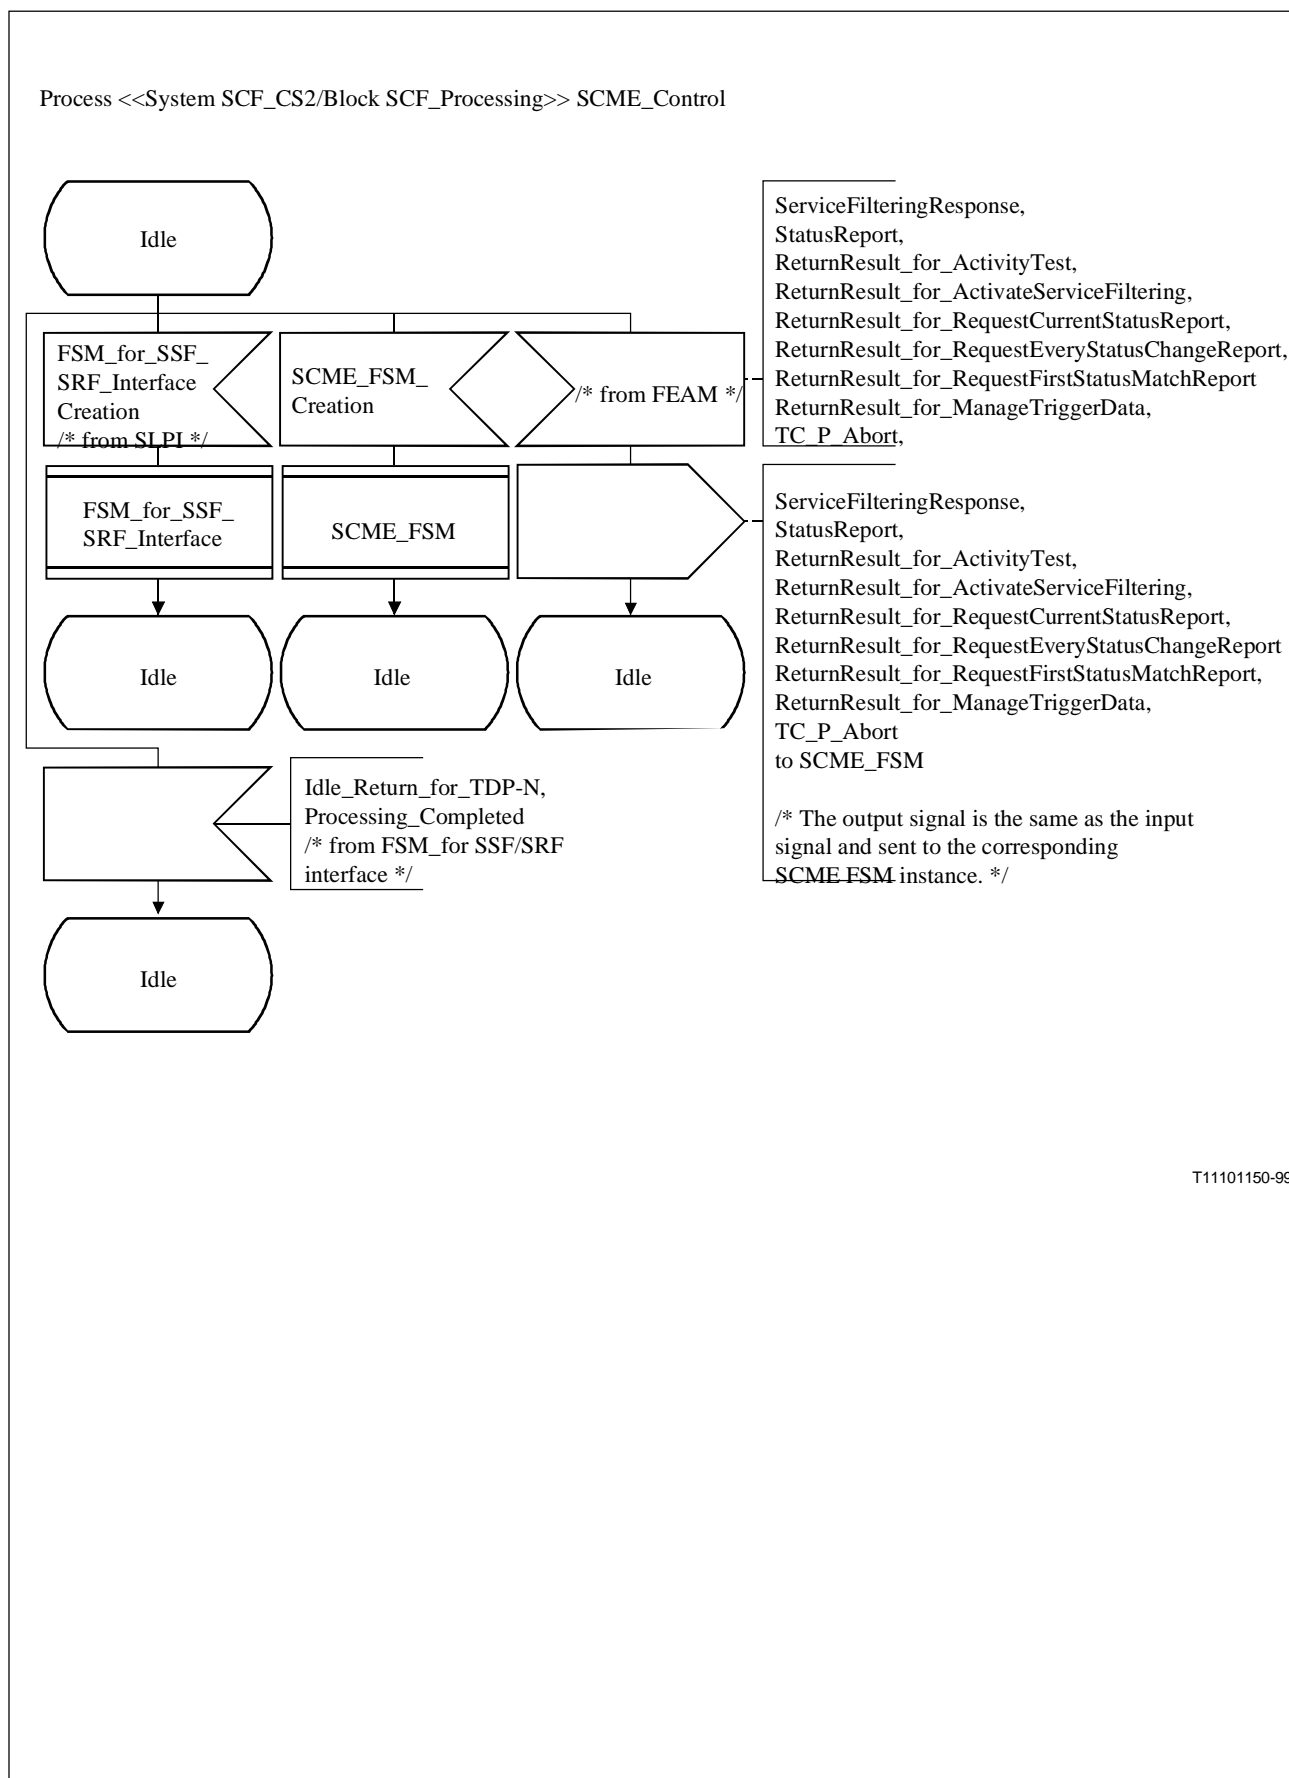 Process <<System SCF_CS2/Block SCF_Processing>> SCME_Control
Idle
FSM_for_SSF_
SRF_Interface
Creation
/* from SLPI */
SCME_FSM_
Creation
/* from FEAM */
ServiceFilteringResponse,
StatusReport,
ReturnResult_for_ActivityTest,
ReturnResult_for_ActivateServiceFiltering,
ReturnResult_for_RequestCurrentStatusReport,
ReturnResult_for_RequestEveryStatusChangeReport,
ReturnResult_for_RequestFirstStatusMatchReport
ReturnResult_for_ManageTriggerData,
TC_P_Abort,
FSM_for_SSF_
SRF_Interface
SCME_FSM
ServiceFilteringResponse,
StatusReport,
ReturnResult_for_ActivityTest,
ReturnResult_for_ActivateServiceFiltering,
ReturnResult_for_RequestCurrentStatusReport,
ReturnResult_for_RequestEveryStatusChangeReport
ReturnResult_for_RequestFirstStatusMatchReport,
ReturnResult_for_ManageTriggerData,
TC_P_Abort
to SCME_FSM
/* The output signal is the same as the input
signal and sent to the corresponding
SCME FSM instance. */
Idle
Idle
Idle
Idle_Return_for_TDP-N,
Processing_Completed
/* from FSM_for SSF/SRF
interface */
Idle
T11101150-99